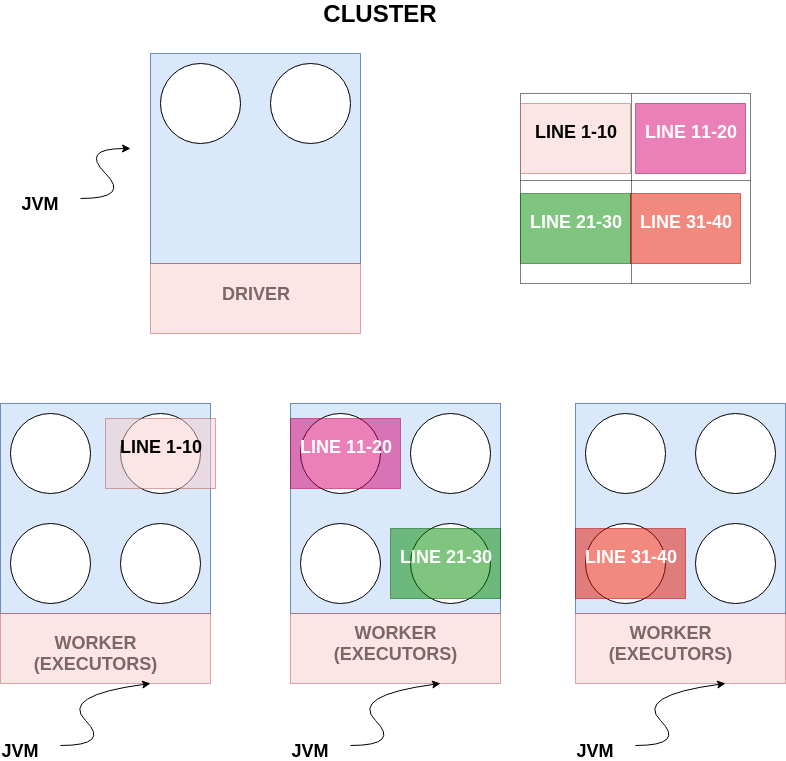 CLUSTER
LINE 1-10
LINE 11-20
JVM
LINE 21-30
LINE 31-40
DRIVER
LINE 1-10
LINE 11-20
LINE 21-30
LINE 31-40
WORKER
(EXECUTORS)
WORKER
(EXECUTORS)
WORKER
(EXECUTORS)
JVM
JVM
JVM